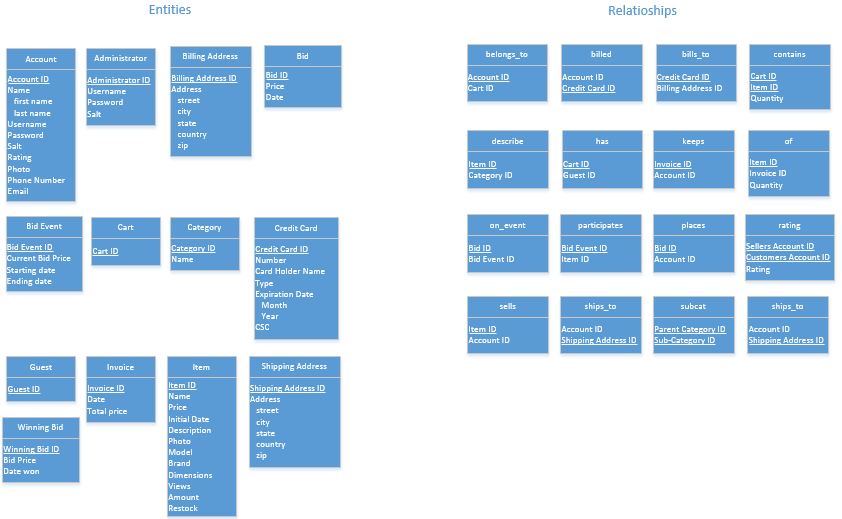 Entities
Account
Account ID
Name
first name
last name
Username
Password
Salt
Rating
Photo
Phone Number
Email
Administrator
Administrator ID
Username
Password
Salt
Billing Address
Billing Address ID
Address
street
city
state
country
zip
Bid
Bid ID
Price
Date
Bid Event
Bid Event ID
Current Bid Price
Starting date
Ending date
Cart
Cart ID
Category
Category ID
Name
Credit Card
Credit Card ID
Number
Card Holder Name
Type
Expiration Date
Month
Year
CSC
Guest
Guest ID
Invoice
Invoice ID
Date
Total price
Item
Item ID
Name
Price
Initial Date
Description
Photo
Model
Brand
Dimensions
Views
Amount
Restock
Shipping Address
Shipping Address ID
Address
street
city
state
country
zip
Winning Bid
Winning Bid ID
Bid Price
Date won
Relatioships
belongs_to
Account ID
Cart ID
billed
Account ID
Credit Card ID
bills_to
Credit Card ID
Billing Address ID
contains
Cart ID
Item ID
Quantity
describe
Item ID
Category ID
has
Cart ID
Guest ID
keeps
Invoice ID
Account ID
of
Item ID
Invoice ID
Quantity
on_event
Bid ID
Bid Event ID
participates
Bid Event ID
Item ID
places
Bid ID
Account ID
rating
Sellers Account ID
Customers Account ID
Rating
sells
Item ID
Account ID
ships_to
Account ID
Shipping Address ID
subcat
Parent Category ID
Sub-Category ID
ships_to
Account ID
Shipping Address ID